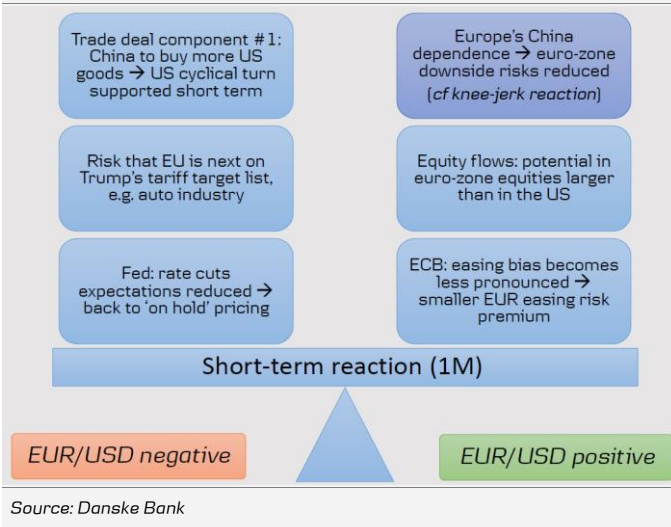 Trade deal component #1:
China to buy more US
goods → US cyclical turn
supported short term
Europe's China
dependence → euro-zone
downside risks reduced
(cf knee-jerk reaction)
Risk that EU is next on
Trump's tariff target list,
e.g. auto industry
Equity flows: potential in
euro-zone equities larger
than in the US
Fed: rate cuts
expectations reduced →
back to 'on hold' pricing
ECB: easing bias becomes
less pronounced →
smaller EUR easing risk
premium
Short-term reaction (1M)
EUR/USD negative
EUR/USD positive
Source: Danske Bank